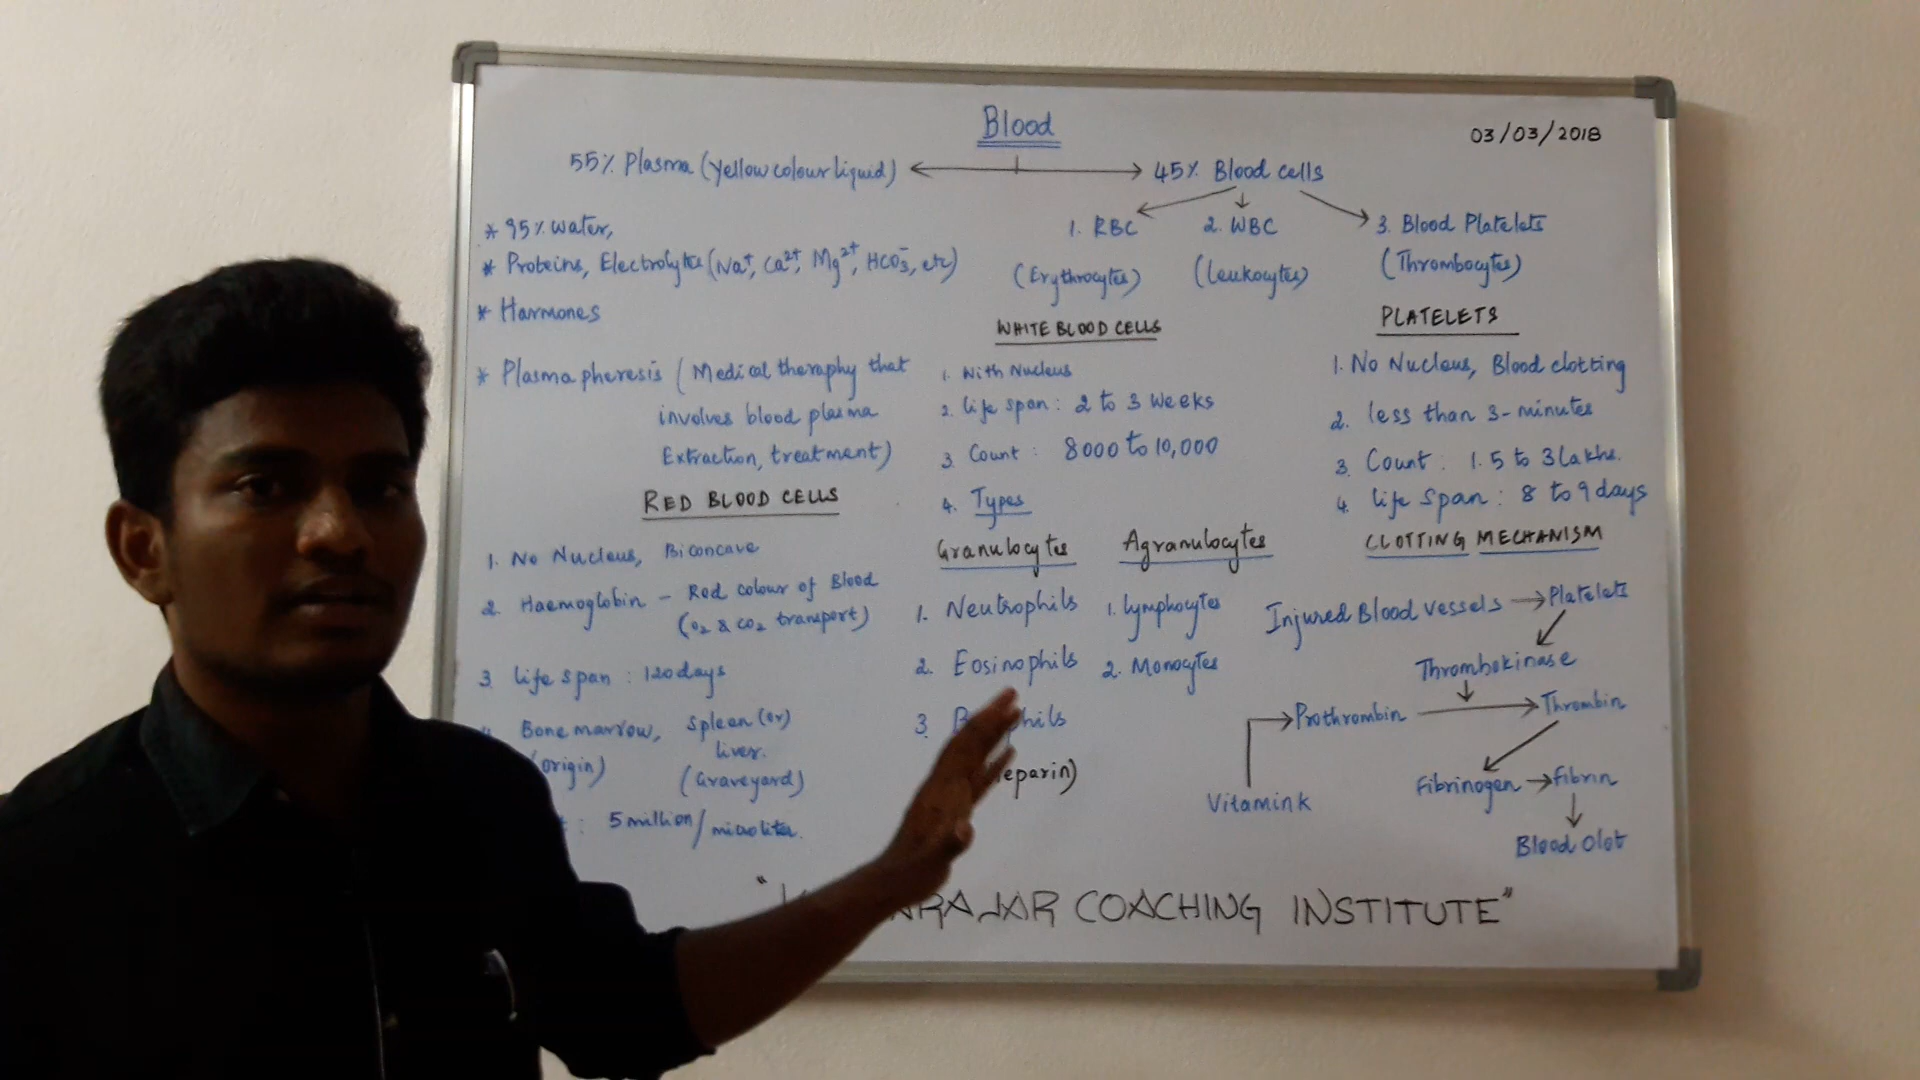 Blood
03/03/2018
55% Plasma (Yellow colour liquid)
45% Blood cells
* 95% water,
* Proteins, Electrolytes (Na⁺, Ca²⁺, Mg²⁺, HCO₃⁻, etc)
* Harmones
* Plasma pheresis (Medical theraphy that
involves blood plasma
Extraction, treatment)
1. RBC
(Erythrocytes)
2. WBC
(Leukocytes)
3. Blood Platelets
(Thrombocytes)
RED BLOOD CELLS
1. No Nucleus, Biconcave
2. Haemoglobin – Red colour of Blood
(O₂ & CO₂ transport)
3. life span : 120 days
Bone marrow, Spleen (or)
liver.
(origin) (Graveyard)
: 5 million/microliter.
WHITE BLOOD CELLS
1. With Nucleus
2. life span : 2 to 3 weeks
3. Count : 8000 to 10,000
4. Types
Granulocytes
1. Neutrophils
2. Eosinophils
3.
Agranulocytes
1. Lymphocytes
2. Monocytes
PLATELETS
1. No Nucleus, Blood clotting
2. less than 3-minutes
3. Count : 1.5 to 3 Lakhs.
4. life Span : 8 to 9 days
CLOTTING MECHANISM
Injured Blood Vessels → Platelets
Thrombokinase
Prothrombin → Thrombin
Vitamin K
Fibrinogen → Fibrin
Blood Clot
COACHING INSTITUTE"